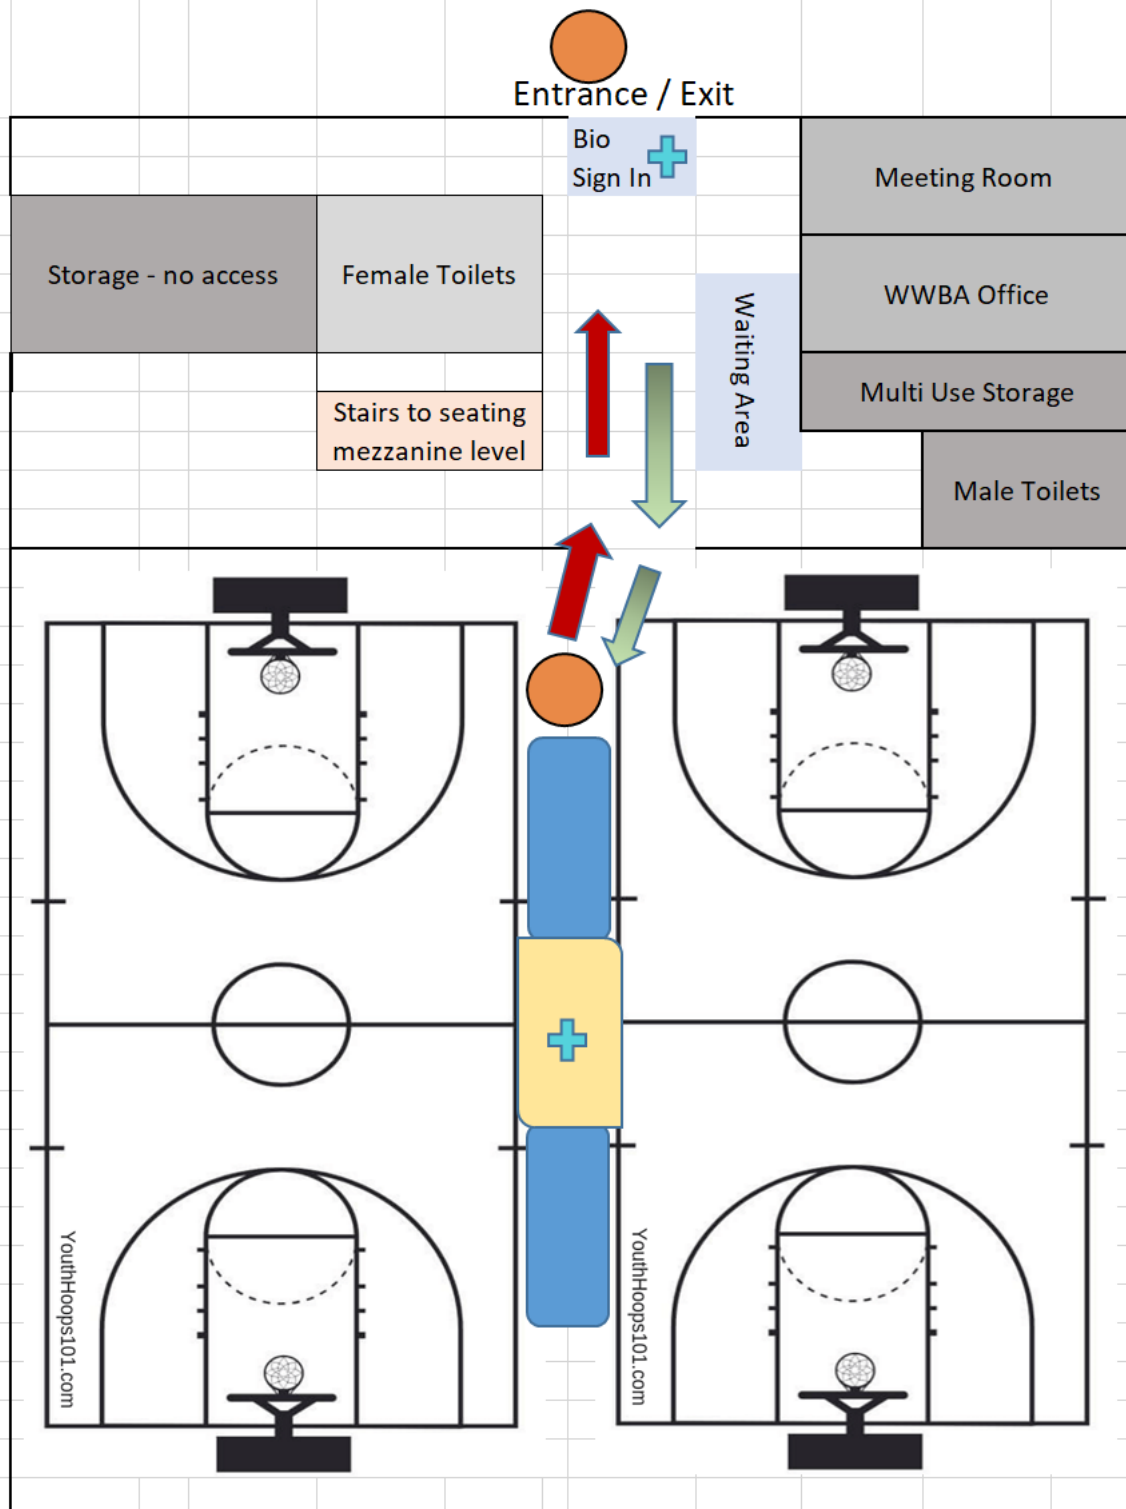 Entrance / Exit
Bio
Sign In
Meeting Room
Storage - no access
Female Toilets
WWBA Office
Waiting Area
Multi Use Storage
Stairs to seating
mezzanine level
Male Toilets
YouthHoops101.com
YouthHoops101.com